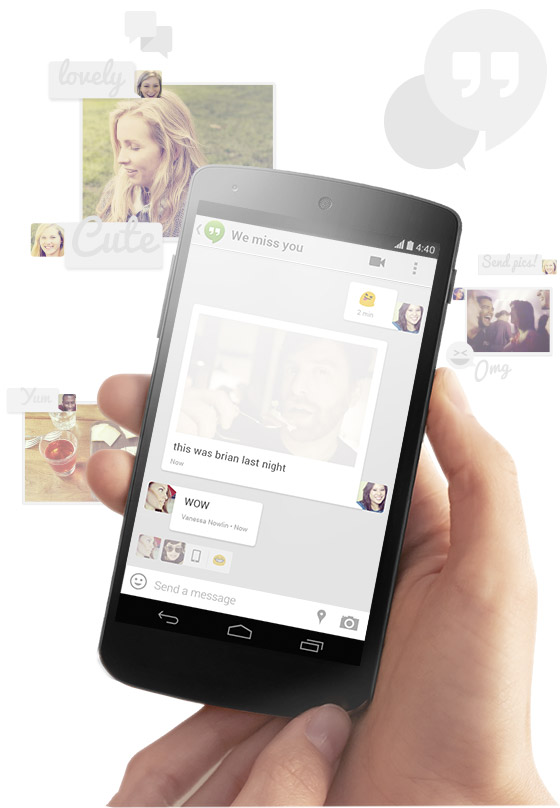 lovely
Cute
4:40
We miss you
Send pics!
2 min
Omg
Yum
this was brian last night
Now
WOW
Vanessa Newlin • Now
Send a message